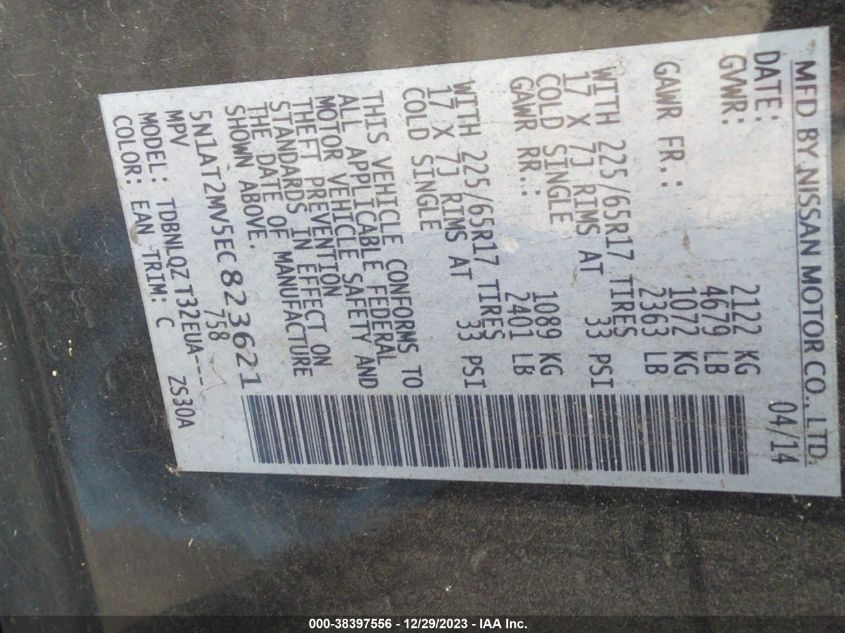 MFD BY NISSAN MOTOR CO., LTD.
DATE: 04/14
GVWR: 2122 KG
4679 LB
GAWR FR.: 1072 KG
2363 LB
WITH 225/65R17 TIRES
17 X 7J RIMS AT 33 PSI
COLD SINGLE
GAWR RR.: 1089 KG
2401 LB
WITH 225/65R17 TIRES
17 X 7J RIMS AT 33 PSI
COLD SINGLE
THIS VEHICLE CONFORMS TO
ALL APPLICABLE FEDERAL
MOTOR VEHICLE SAFETY AND
THEFT PREVENTION
STANDARDS IN EFFECT ON
THE DATE OF MANUFACTURE
SHOWN ABOVE
5N1AT2MV5EC823621
MPV 758
MODEL: TDBNLQZ T32EUA---
COLOR: EAN TRIM: C ZS30A
000-38397556 - 12/29/2023 - IAA Inc.